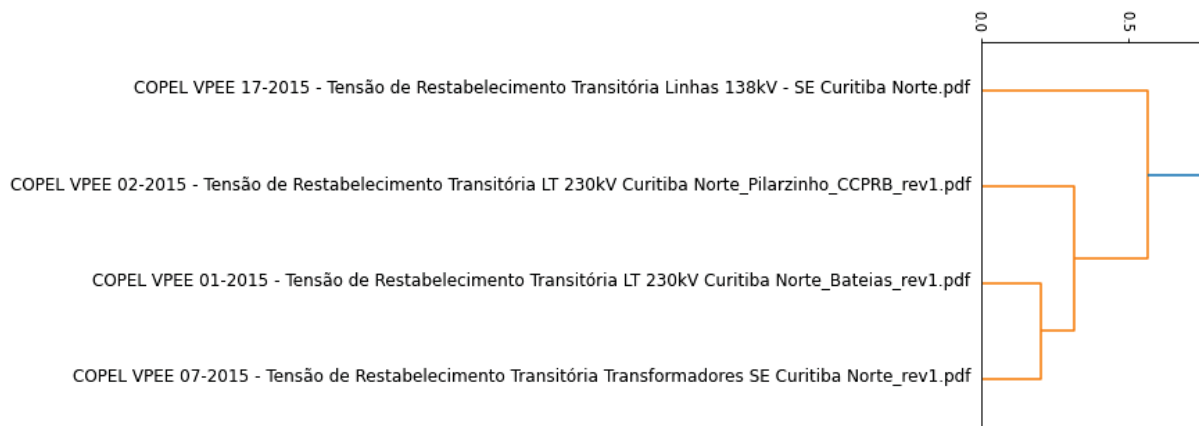 0.0
0.5
COPEL VPEE 17-2015 - Tensão de Restabelecimento Transitória Linhas 138kV - SE Curitiba Norte.pdf
COPEL VPEE 02-2015 - Tensão de Restabelecimento Transitória LT 230kV Curitiba Norte_Pilarzinho_CCPRB_rev1.pdf
COPEL VPEE 01-2015 - Tensão de Restabelecimento Transitória LT 230kV Curitiba Norte_Bateias_rev1.pdf
COPEL VPEE 07-2015 - Tensão de Restabelecimento Transitória Transformadores SE Curitiba Norte_rev1.pdf